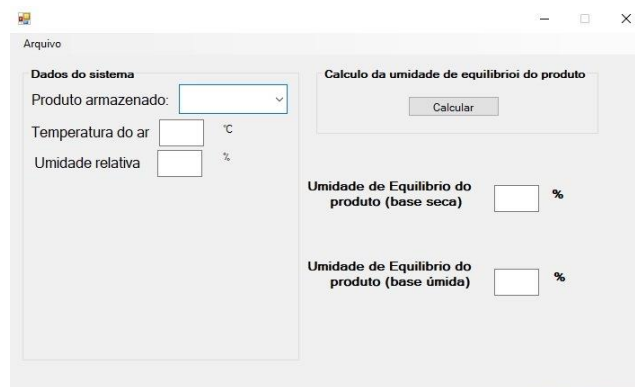 Arquivo
Dados do sistema
Produto armazenado:
Temperatura do ar
°C
Umidade relativa
%
Calculo da umidade de equilibrioi do produto
Calcular
Umidade de Equilibrio do
produto (base seca)
%
Umidade de Equilibrio do
produto (base úmida)
%